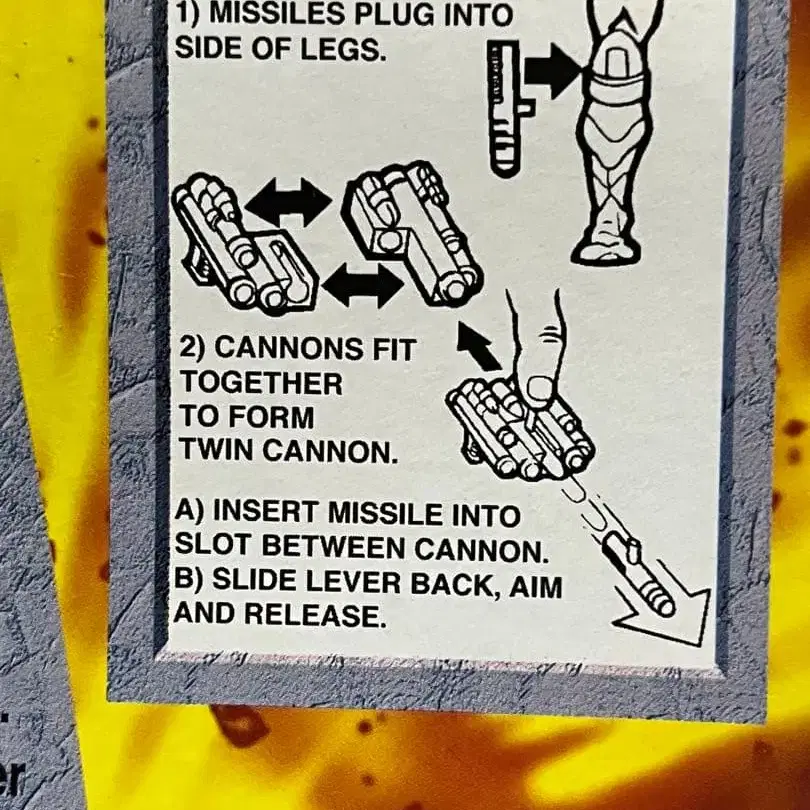 1) MISSILES PLUG INTO
SIDE OF LEGS.
2) CANNONS FIT
TOGETHER
TO FORM
TWIN CANNON.
A) INSERT MISSILE INTO
SLOT BETWEEN CANNON.
B) SLIDE LEVER BACK, AIM
AND RELEASE.